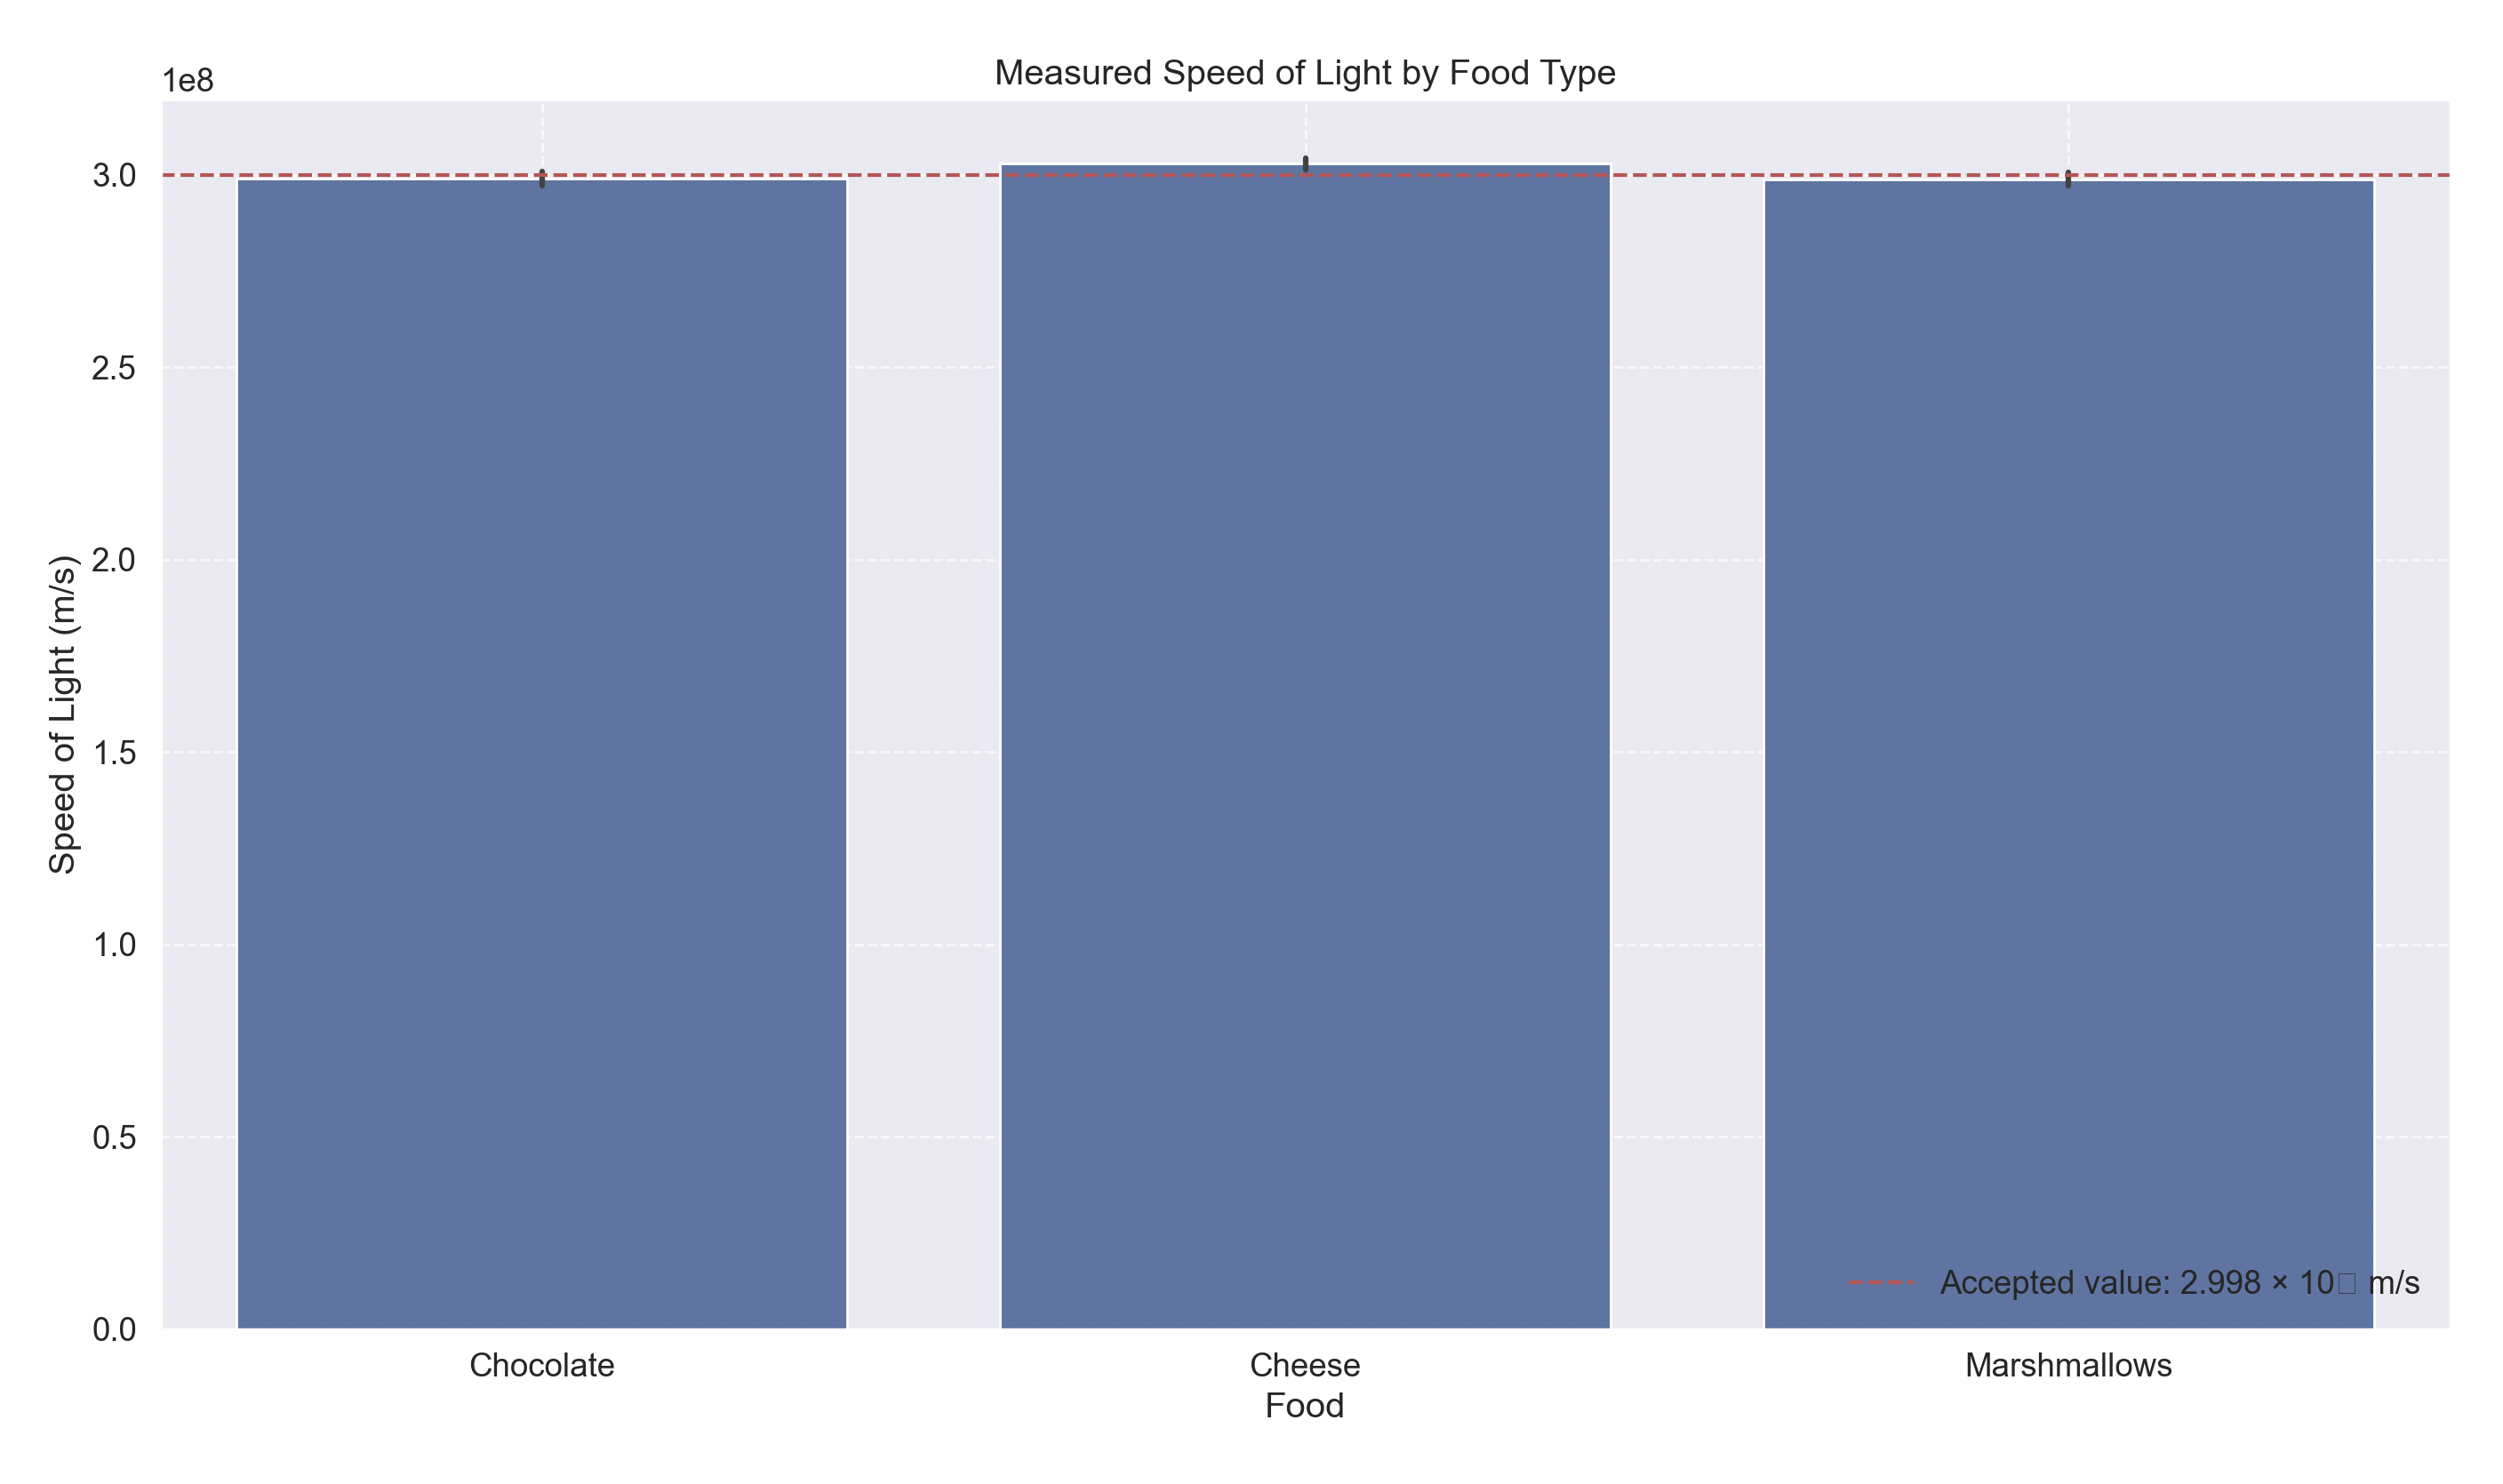 Measured Speed of Light by Food Type
1e8
3.0
2.5
2.0
1.5
1.0
0.5
0.0
Speed of Light (m/s)
Accepted value: 2.998 × 10□ m/s
Chocolate
Cheese
Marshmallows
Food